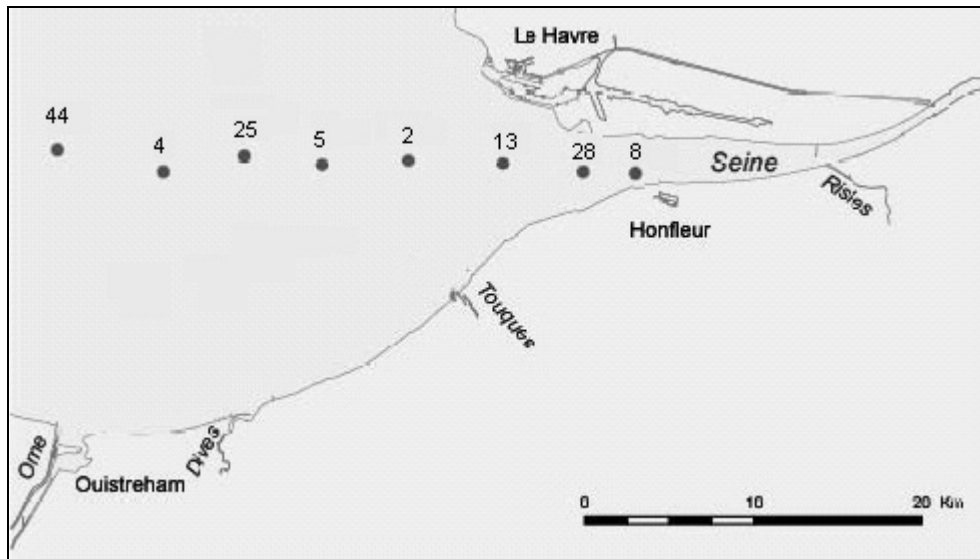 Le Havre
44
4
25
5
2
13
28
8
Seine
Risles
Honfleur
Touques
Orne
Ouistreham
Dives
0 10 20 Km